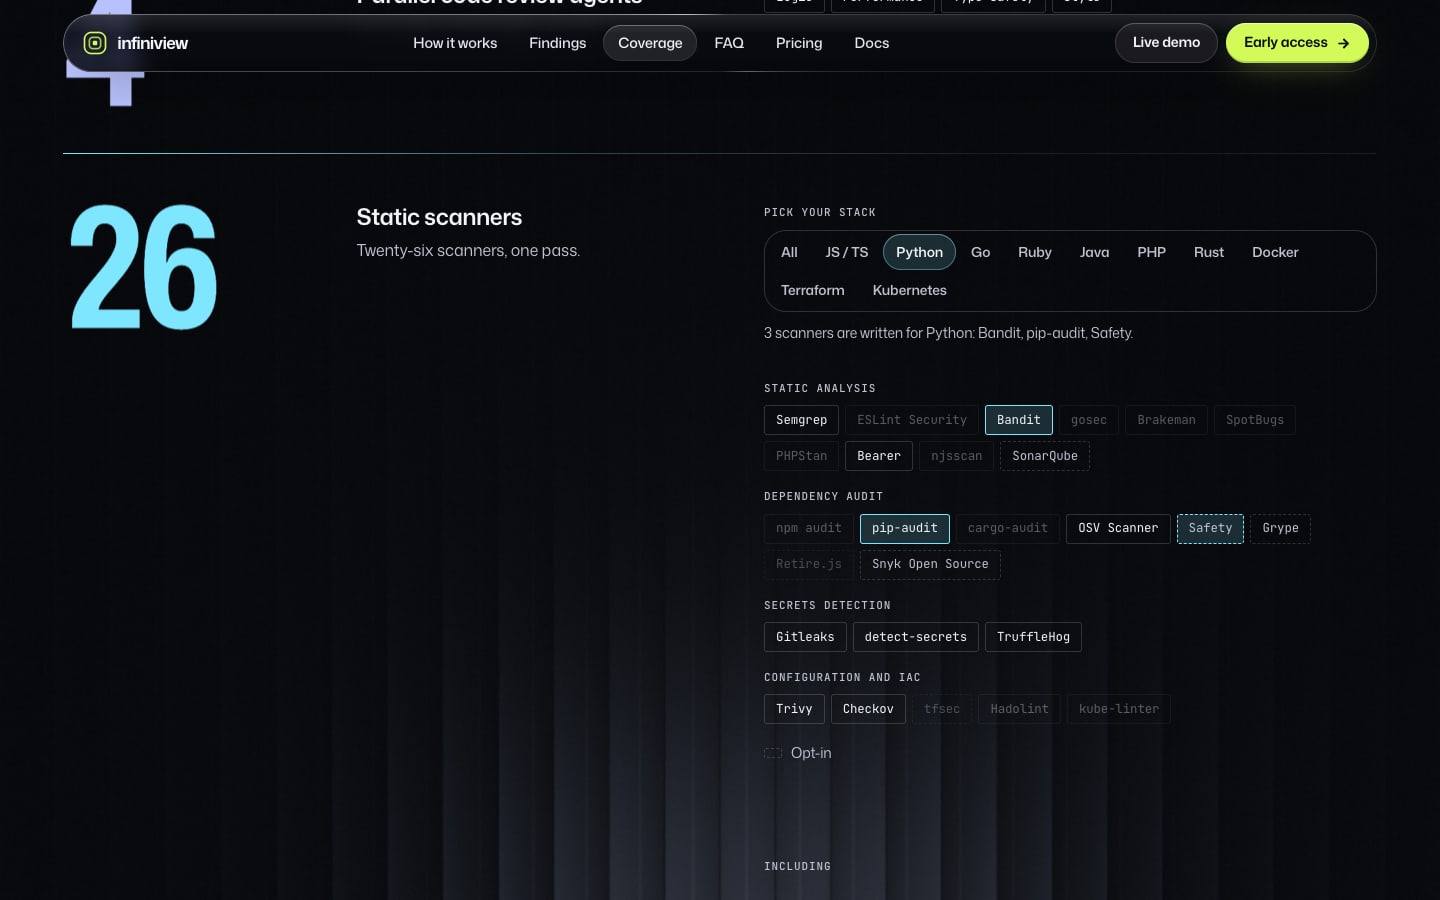 infiniview
How it works
Findings
Coverage
FAQ
Pricing
Docs
Live demo
Early access →
4
26
Static scanners
Twenty-six scanners, one pass.
PICK YOUR STACK
All JS / TS Python Go Ruby Java PHP Rust Docker
Terraform Kubernetes
3 scanners are written for Python: Bandit, pip-audit, Safety.
STATIC ANALYSIS
Semgrep ESLint Security Bandit gosec Brakeman SpotBugs
PHPStan Bearer njsscan SonarQube
DEPENDENCY AUDIT
npm audit pip-audit cargo-audit OSV Scanner Safety Grype
Retire.js Snyk Open Source
SECRETS DETECTION
Gitleaks detect-secrets TruffleHog
CONFIGURATION AND IAC
Trivy Checkov tfsec Hadolint kube-linter
Opt-in
INCLUDING